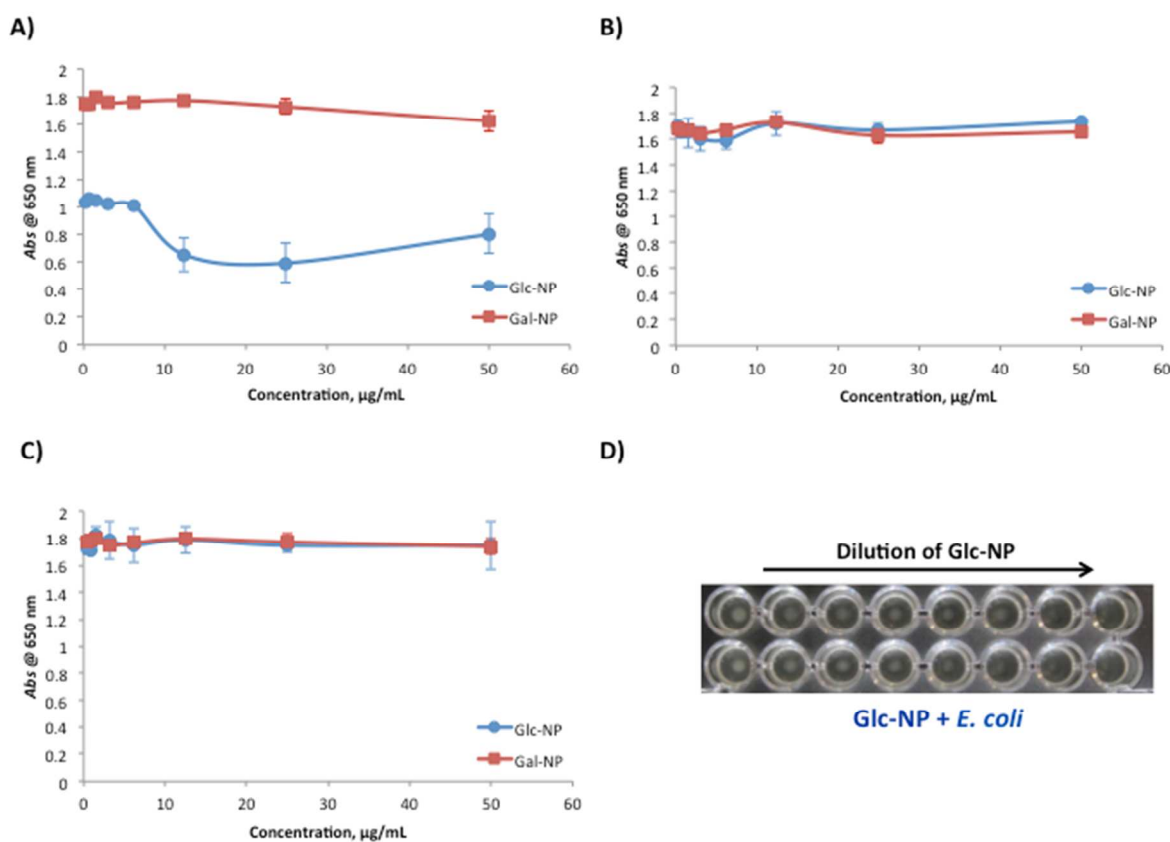 A)
2
1.8
1.6
1.4
1.2
1
0.8
0.6
0.4
0.2
0
0 10 20 30 40 50 60
Abs @ 650 nm
Concentration, µg/mL
Glc-NP
Gal-NP
B)
2
1.8
1.6
1.4
1.2
1
0.8
0.6
0.4
0.2
0
0 10 20 30 40 50 60
Abs @ 650 nm
Concentration, µg/mL
Glc-NP
Gal-NP
C)
2
1.8
1.6
1.4
1.2
1
0.8
0.6
0.4
0.2
0
0 10 20 30 40 50 60
Abs @ 650 nm
Concentration, µg/mL
Glc-NP
Gal-NP
D)
Dilution of Glc-NP
Glc-NP + E. coli